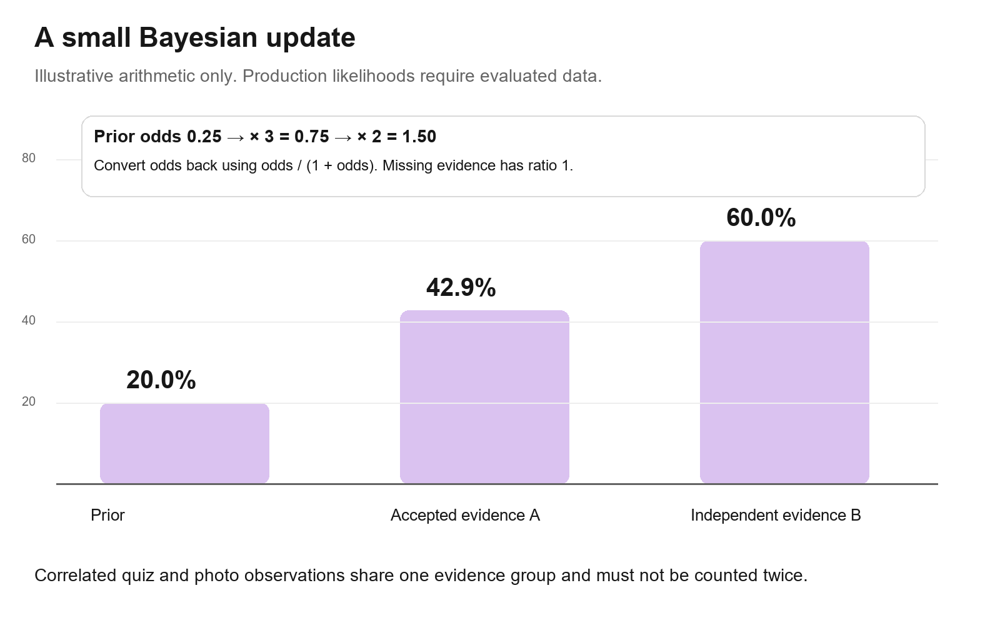 A small Bayesian update
Illustrative arithmetic only. Production likelihoods require evaluated data.
Prior odds 0.25 → × 3 = 0.75 → × 2 = 1.50
Convert odds back using odds / (1 + odds). Missing evidence has ratio 1.
80
60.0%
60
42.9%
40
20.0%
20
Prior
Accepted evidence A
Independent evidence B
Correlated quiz and photo observations share one evidence group and must not be counted twice.